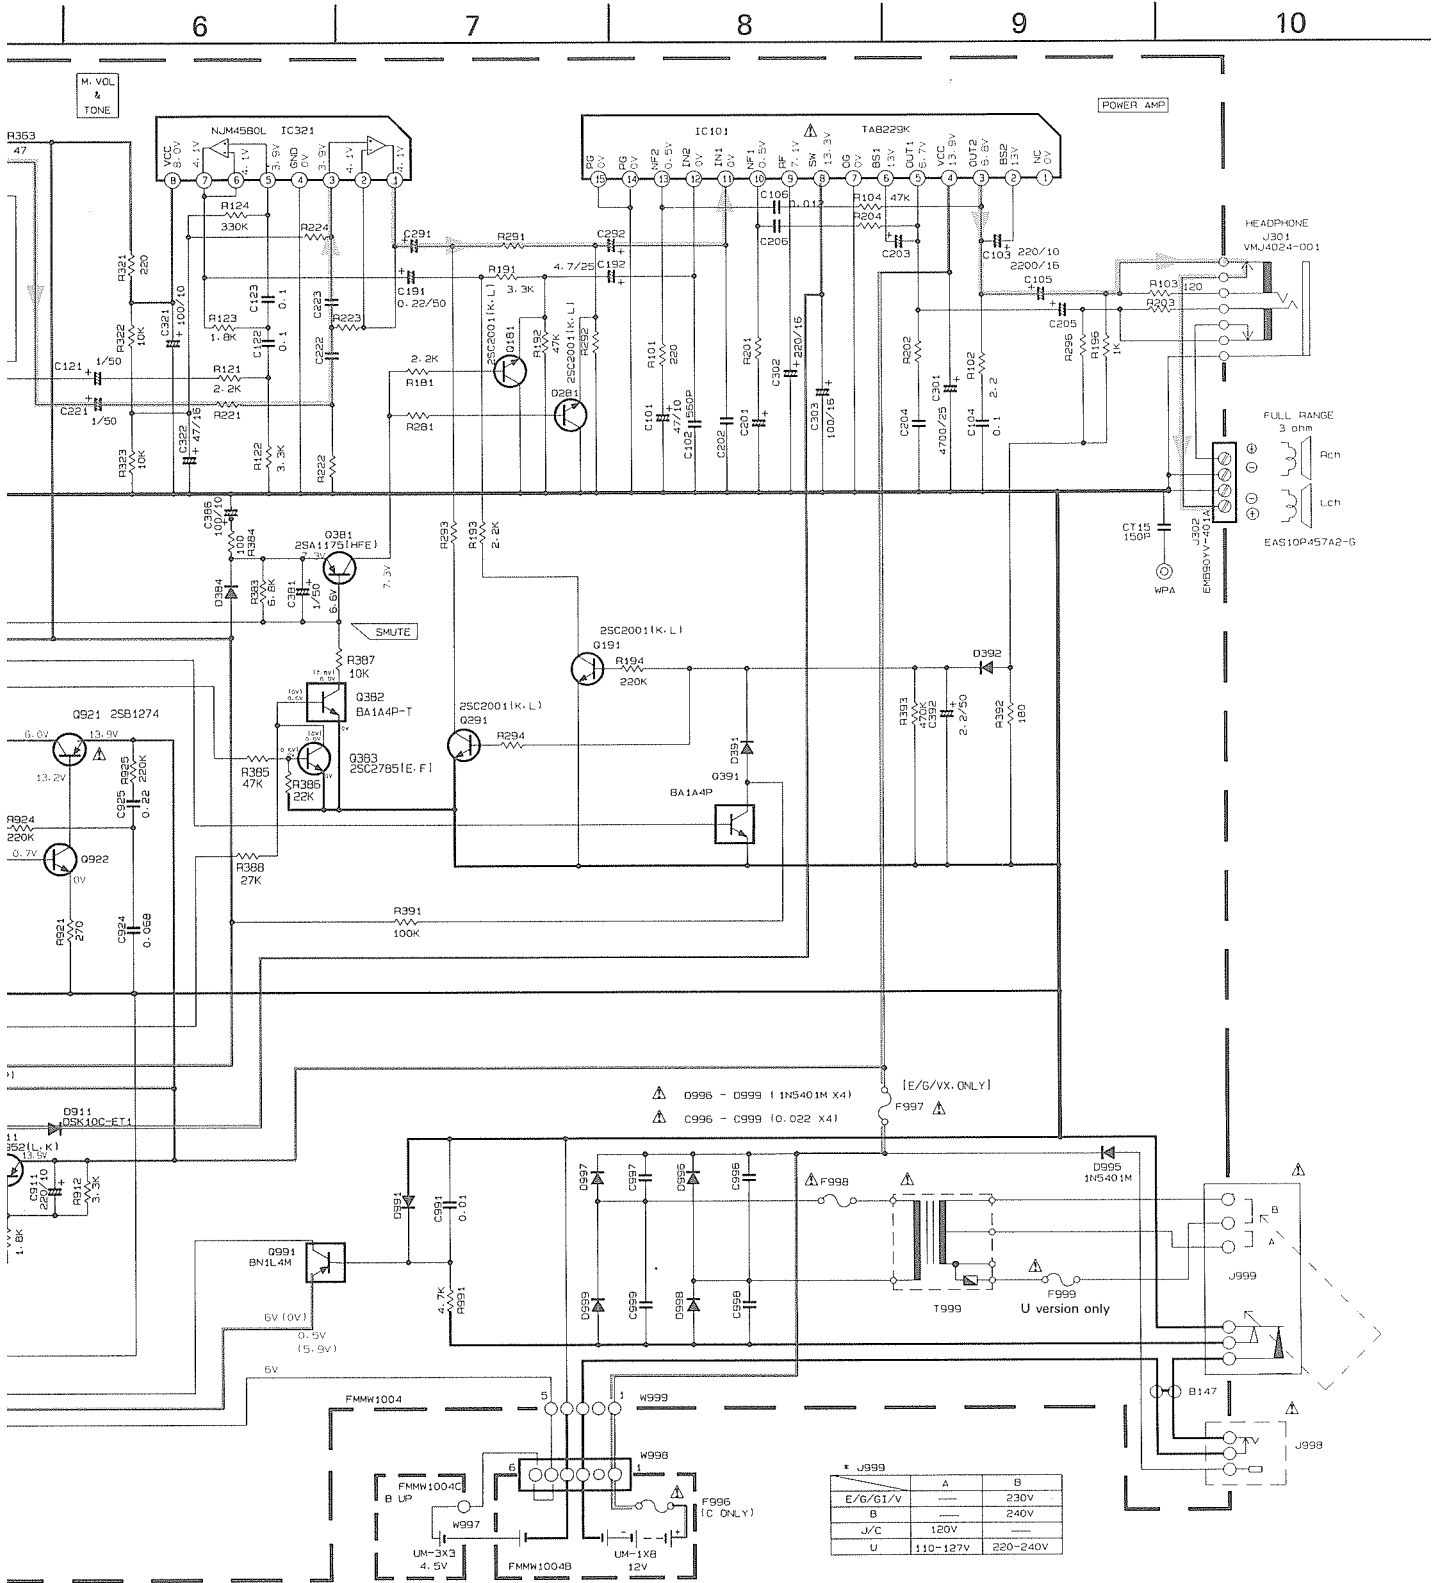 6 7 8 9 10
M. VOL
&
TONE
POWER AMP
R363
47
NJM4580L IC321
VCC 8.0V
4.1V
4.1V
3.9V
GND 0V
3.9V
4.1V
4.1V
8 7 6 5 4 3 2 1
IC101 TA8229K
PG 0V
PG 0V
NF2 0.5V
IN2 0V
IN1 0V
NF1 0.5V
RF 7.1V
SW 13.3V
OG 0V
BS1 13V
OUT1 6.7V
VCC 13.9V
OUT2 6.8V
BS2 13V
NC 0V
15 14 13 12 11 10 9 8 7 6 5 4 3 2 1
R124
330K
R224
C291
R291
C292
C106
0.012
R104 47K
R204
C206
C203
C103
220/10
2200/16
C105
HEADPHONE
J301
VMJ4024-001
R321
220
C191
0.22/50
R191
3.3K
4.7/25
C192
R103 120
R203
C205
C321
100/10
C123
0.1
C223
R123
1.8K
R223
R322
10K
C122
0.1
C222
2SC2001(K.L)
Q181
R192
47K
2SC2001(K.L)
R292
R101
220
R201
C302
220/16
R202
R102
2.2
R296
R196
1K
C121
1/50
R121
2.2K
2.2K
R181
C221
1/50
R221
R281
Q281
C322
47/16
R323
10K
R122
3.3K
R222
C101
47/10
C102
560P
C202
C201
C303
100/16
C204
C301
4700/25
C104
0.1
FULL RANGE
3 ohm
Rch
Lch
EAS10P457A2-G
J302
EMB90YV-401A
CT15
150P
WPA
C386
100/10
R384
100
Q381
2SA1175(HFE)
7.3V
7.3V
6.6V
R293
R193
2.2K
D384
R383
6.8K
C381
1/50
SMUTE
R387
10K
Q382
BA1A4P-T
2SC2001(K.L)
Q191
R194
220K
D392
2SC2001(K.L)
Q291
R294
R393
470K
C392
2.2/50
R392
180
Q921 2SB1274
6.0V
13.9V
13.2V
R925
220K
C925
0.22
R385
47K
R386
22K
Q383
2SC2785(E.F)
D391
Q391
BA1A4P
R924
220K
0.7V
Q922
0V
R388
27K
R921
270
C924
0.068
R391
100K
D911
DSK10C-ET1
D996 - D999 (1N5401M X4)
C996 - C999 (0.022 X4)
[E/G/VX.ONLY]
F997
952(L.K)
13.9V
C911
220/10
R912
3.3K
1.8K
D991
C991
0.01
D997
C997
D996
C996
F998
D995
1N5401M
Q991
BN1L4M
4.7K
R991
D999
C999
D998
C998
T999
F999
U version only
B
A
J999
6V(0V)
0.5V
(5.9V)
6V
FMMW1004
5
1
W999
B147
J998
W998
6
1
FMMW1004C
B UP
W997
UM-3X3
4.5V
FMMW1004B
UM-1X8
12V
F996
(C ONLY)
* J999
A B
E/G/GI/V — 230V
B — 240V
J/C 120V —
U 110-127V 220-240V